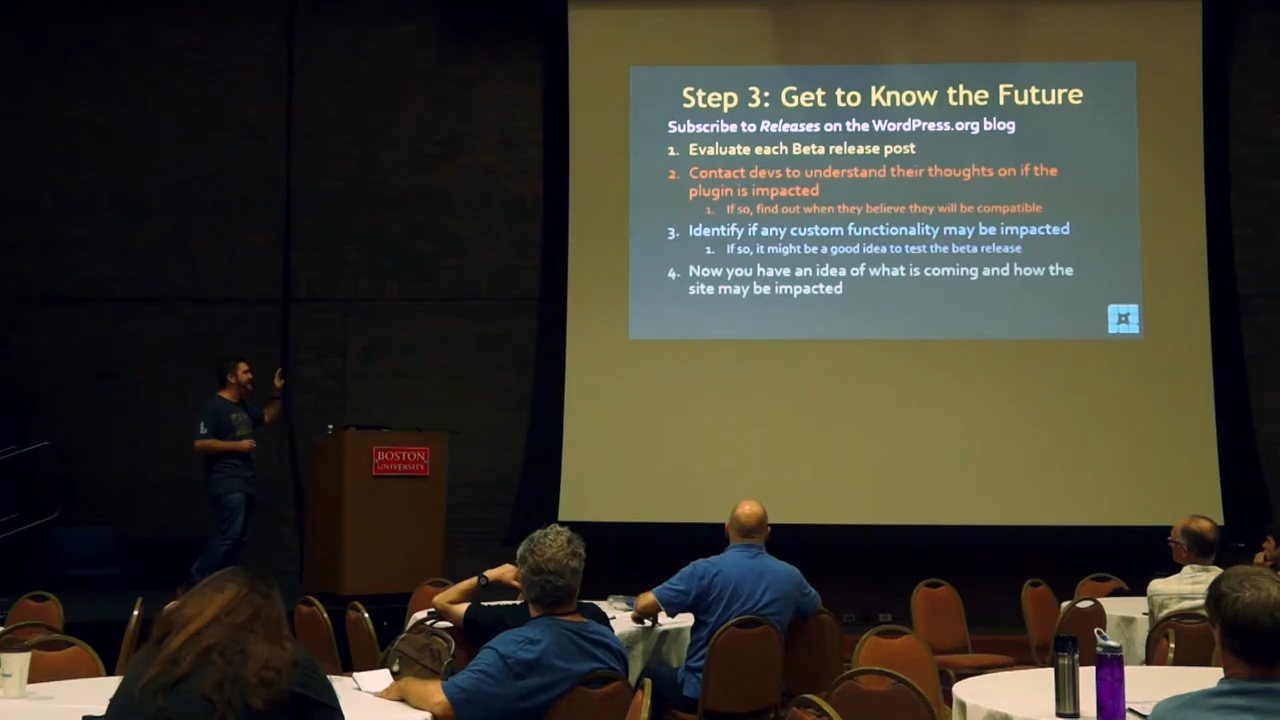 Step 3: Get to Know the Future
Subscribe to Releases on the WordPress.org blog
1. Evaluate each Beta release post
2. Contact devs to understand their thoughts on if the
plugin is impacted
1. If so, find out when they believe they will be compatible
3. Identify if any custom functionality may be impacted
1. If so, it might be a good idea to test the beta release
4. Now you have an idea of what is coming and how the
site may be impacted
BOSTON
UNIVERSITY